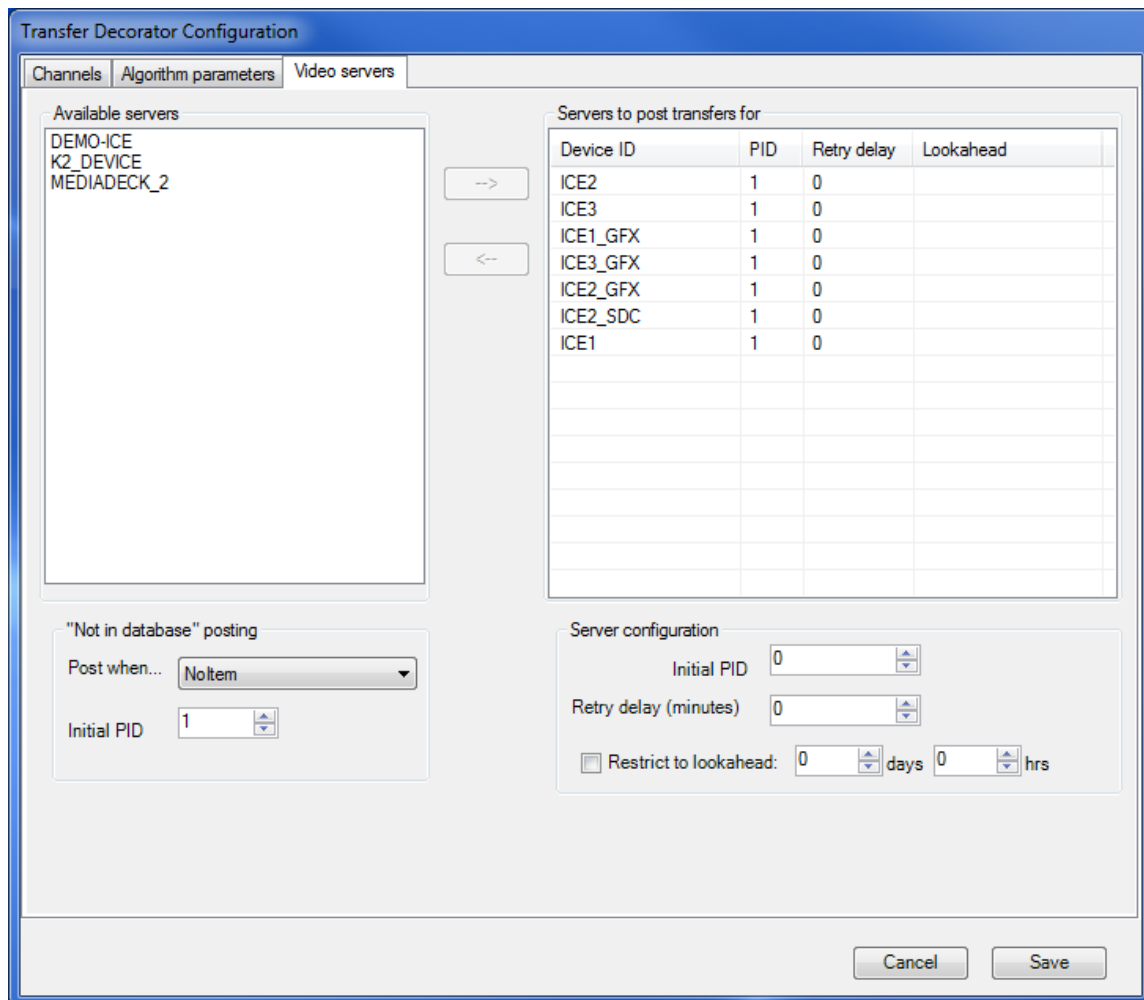 Transfer Decorator Configuration
Channels Algorithm parameters Video servers
Available servers
DEMO-ICE
K2_DEVICE
MEDIADECK_2
-->
<--
Servers to post transfers for
Device ID PID Retry delay Lookahead
ICE2 1 0
ICE3 1 0
ICE1_GFX 1 0
ICE3_GFX 1 0
ICE2_GFX 1 0
ICE2_SDC 1 0
ICE1 1 0
"Not in database" posting
Post when... NoItem
Initial PID 1
Server configuration
Initial PID 0
Retry delay (minutes) 0
Restrict to lookahead: 0 days 0 hrs
Cancel Save